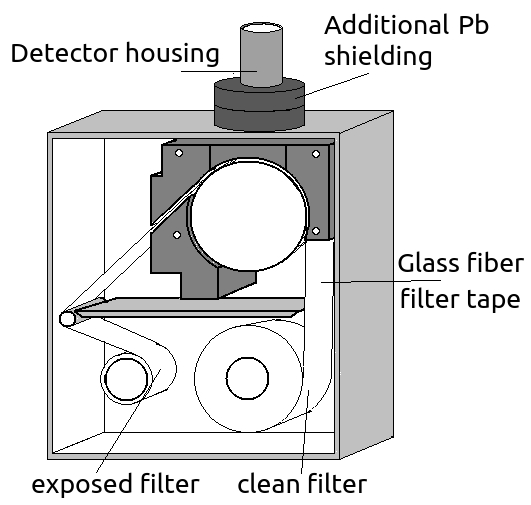 Additional Pb
shielding
Detector housing
Glass fiber
filter tape
exposed filter
clean filter